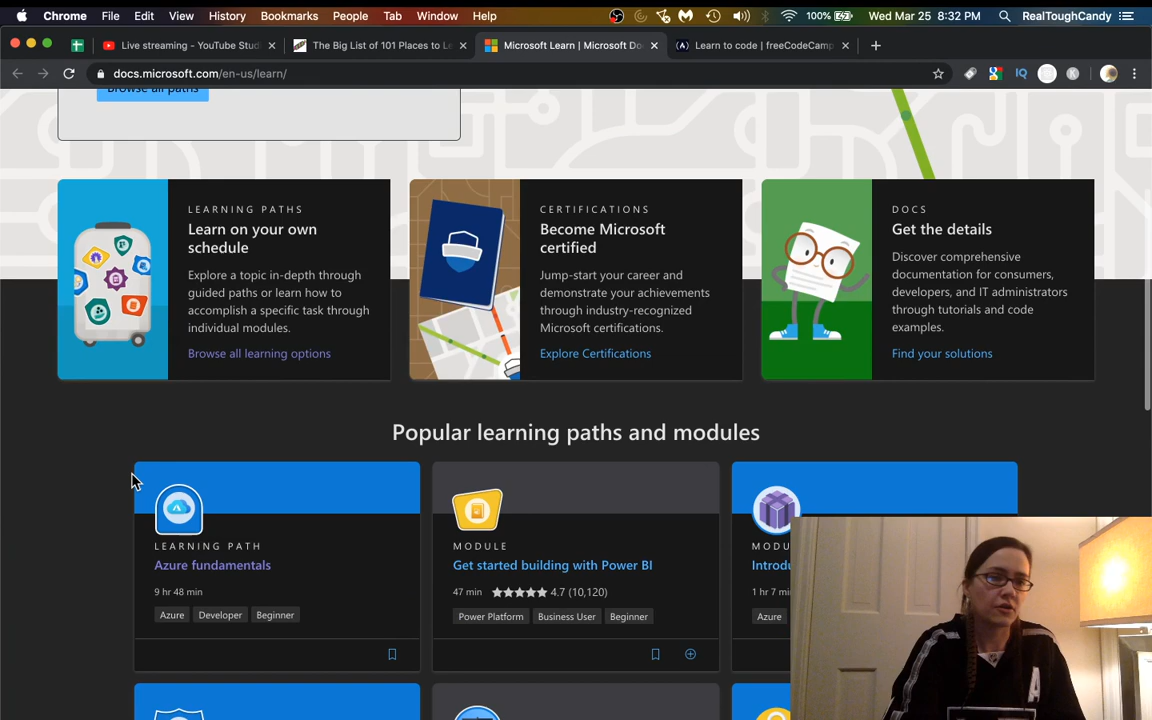 Chrome File Edit View History Bookmarks People Tab Window Help 100% Wed Mar 25 8:32 PM RealToughCandy
Live streaming - YouTube Stud
The Big List of 101 Places to Le
Microsoft Learn | Microsoft Do
Learn to code | freeCodeCamp
docs.microsoft.com/en-us/learn/
Browse all paths
LEARNING PATHS
Learn on your own
schedule
Explore a topic in-depth through
guided paths or learn how to
accomplish a specific task through
individual modules.
Browse all learning options
CERTIFICATIONS
Become Microsoft
certified
Jump-start your career and
demonstrate your achievements
through industry-recognized
Microsoft certifications.
Explore Certifications
DOCS
Get the details
Discover comprehensive
documentation for consumers,
developers, and IT administrators
through tutorials and code
examples.
Find your solutions
Popular learning paths and modules
LEARNING PATH
Azure fundamentals
9 hr 48 min
Azure Developer Beginner
MODULE
Get started building with Power BI
47 min 4.7 (10,120)
Power Platform Business User Beginner
MODU
Introdu
1 hr 7 mi
Azure